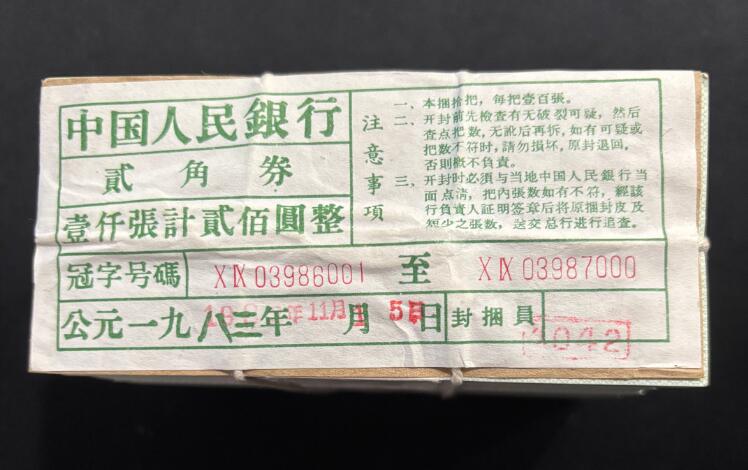 中国人民銀行
貳角券
壹仟張計貳佰圓整
注意事項
一、本捆拾把，每把壹百張。
二、开封前先檢查有无破裂可疑，然后
查点把数，无訛后再拆，如有可疑或
把数不符时，請勿損坏，原封退回，
否則概不負責。
三、开封时必須与当地中国人民銀行当
面点清，把內張数如有不符，經該
行負責人証明签章后将原捆封皮及
短少之張数，送交总行进行追查。
冠字号碼 XIX 03986001 至 XIX 03987000
公元一九八三年 11月 5日 封捆員 4042